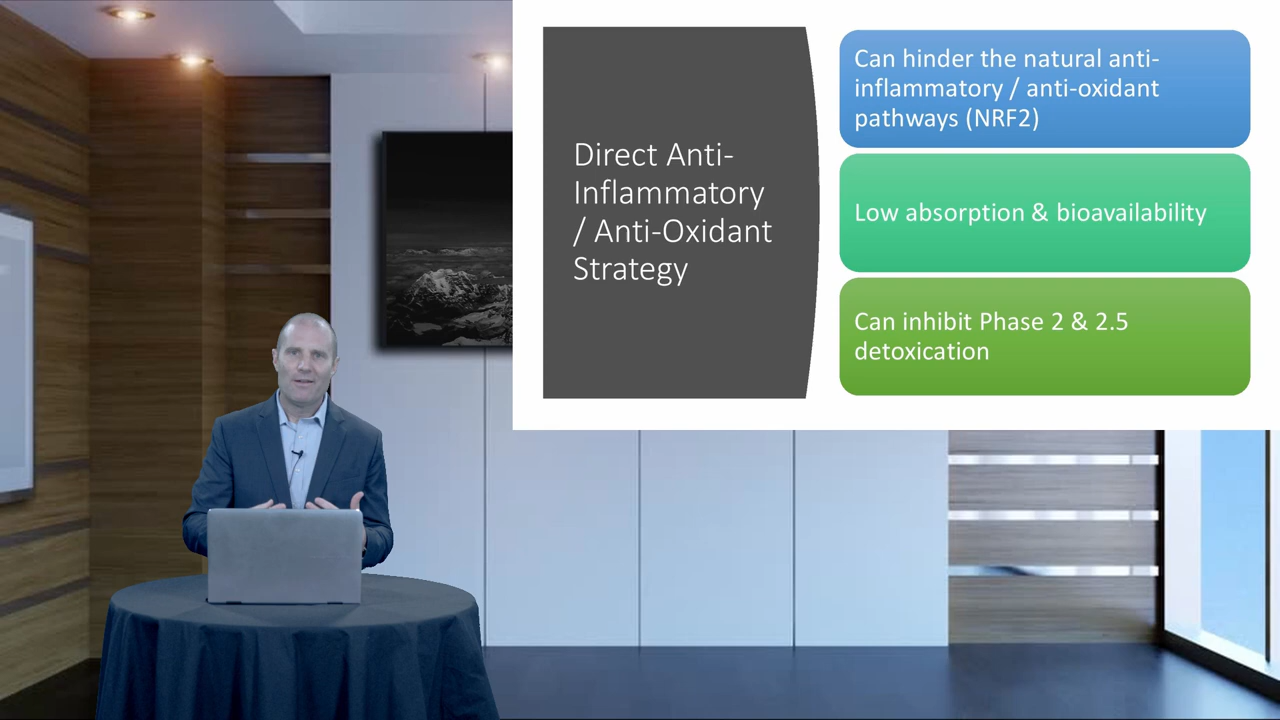 Direct Anti-
Inflammatory
/ Anti-Oxidant
Strategy
Can hinder the natural anti-
inflammatory / anti-oxidant
pathways (NRF2)
Low absorption & bioavailability
Can inhibit Phase 2 & 2.5
detoxication